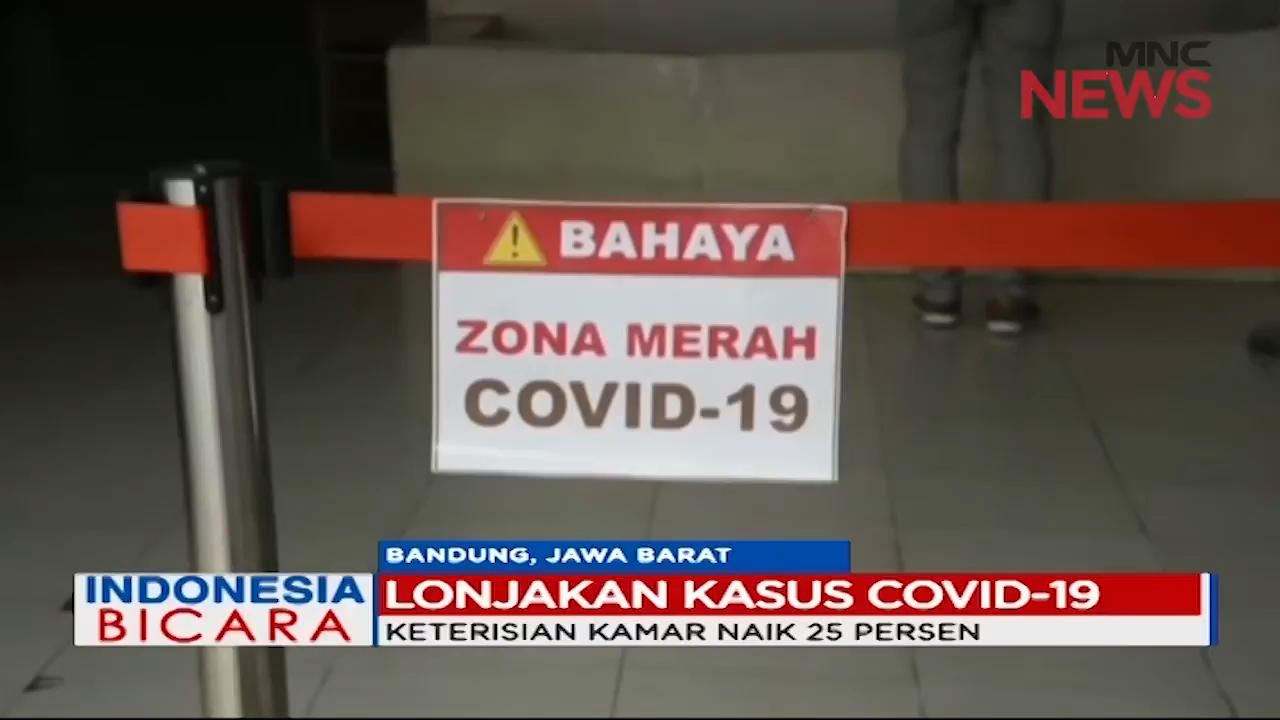 MNC
NEWS
BAHAYA
ZONA MERAH
COVID-19
BANDUNG, JAWA BARAT
INDONESIA
BICARA
LONJAKAN KASUS COVID-19
KETERISIAN KAMAR NAIK 25 PERSEN